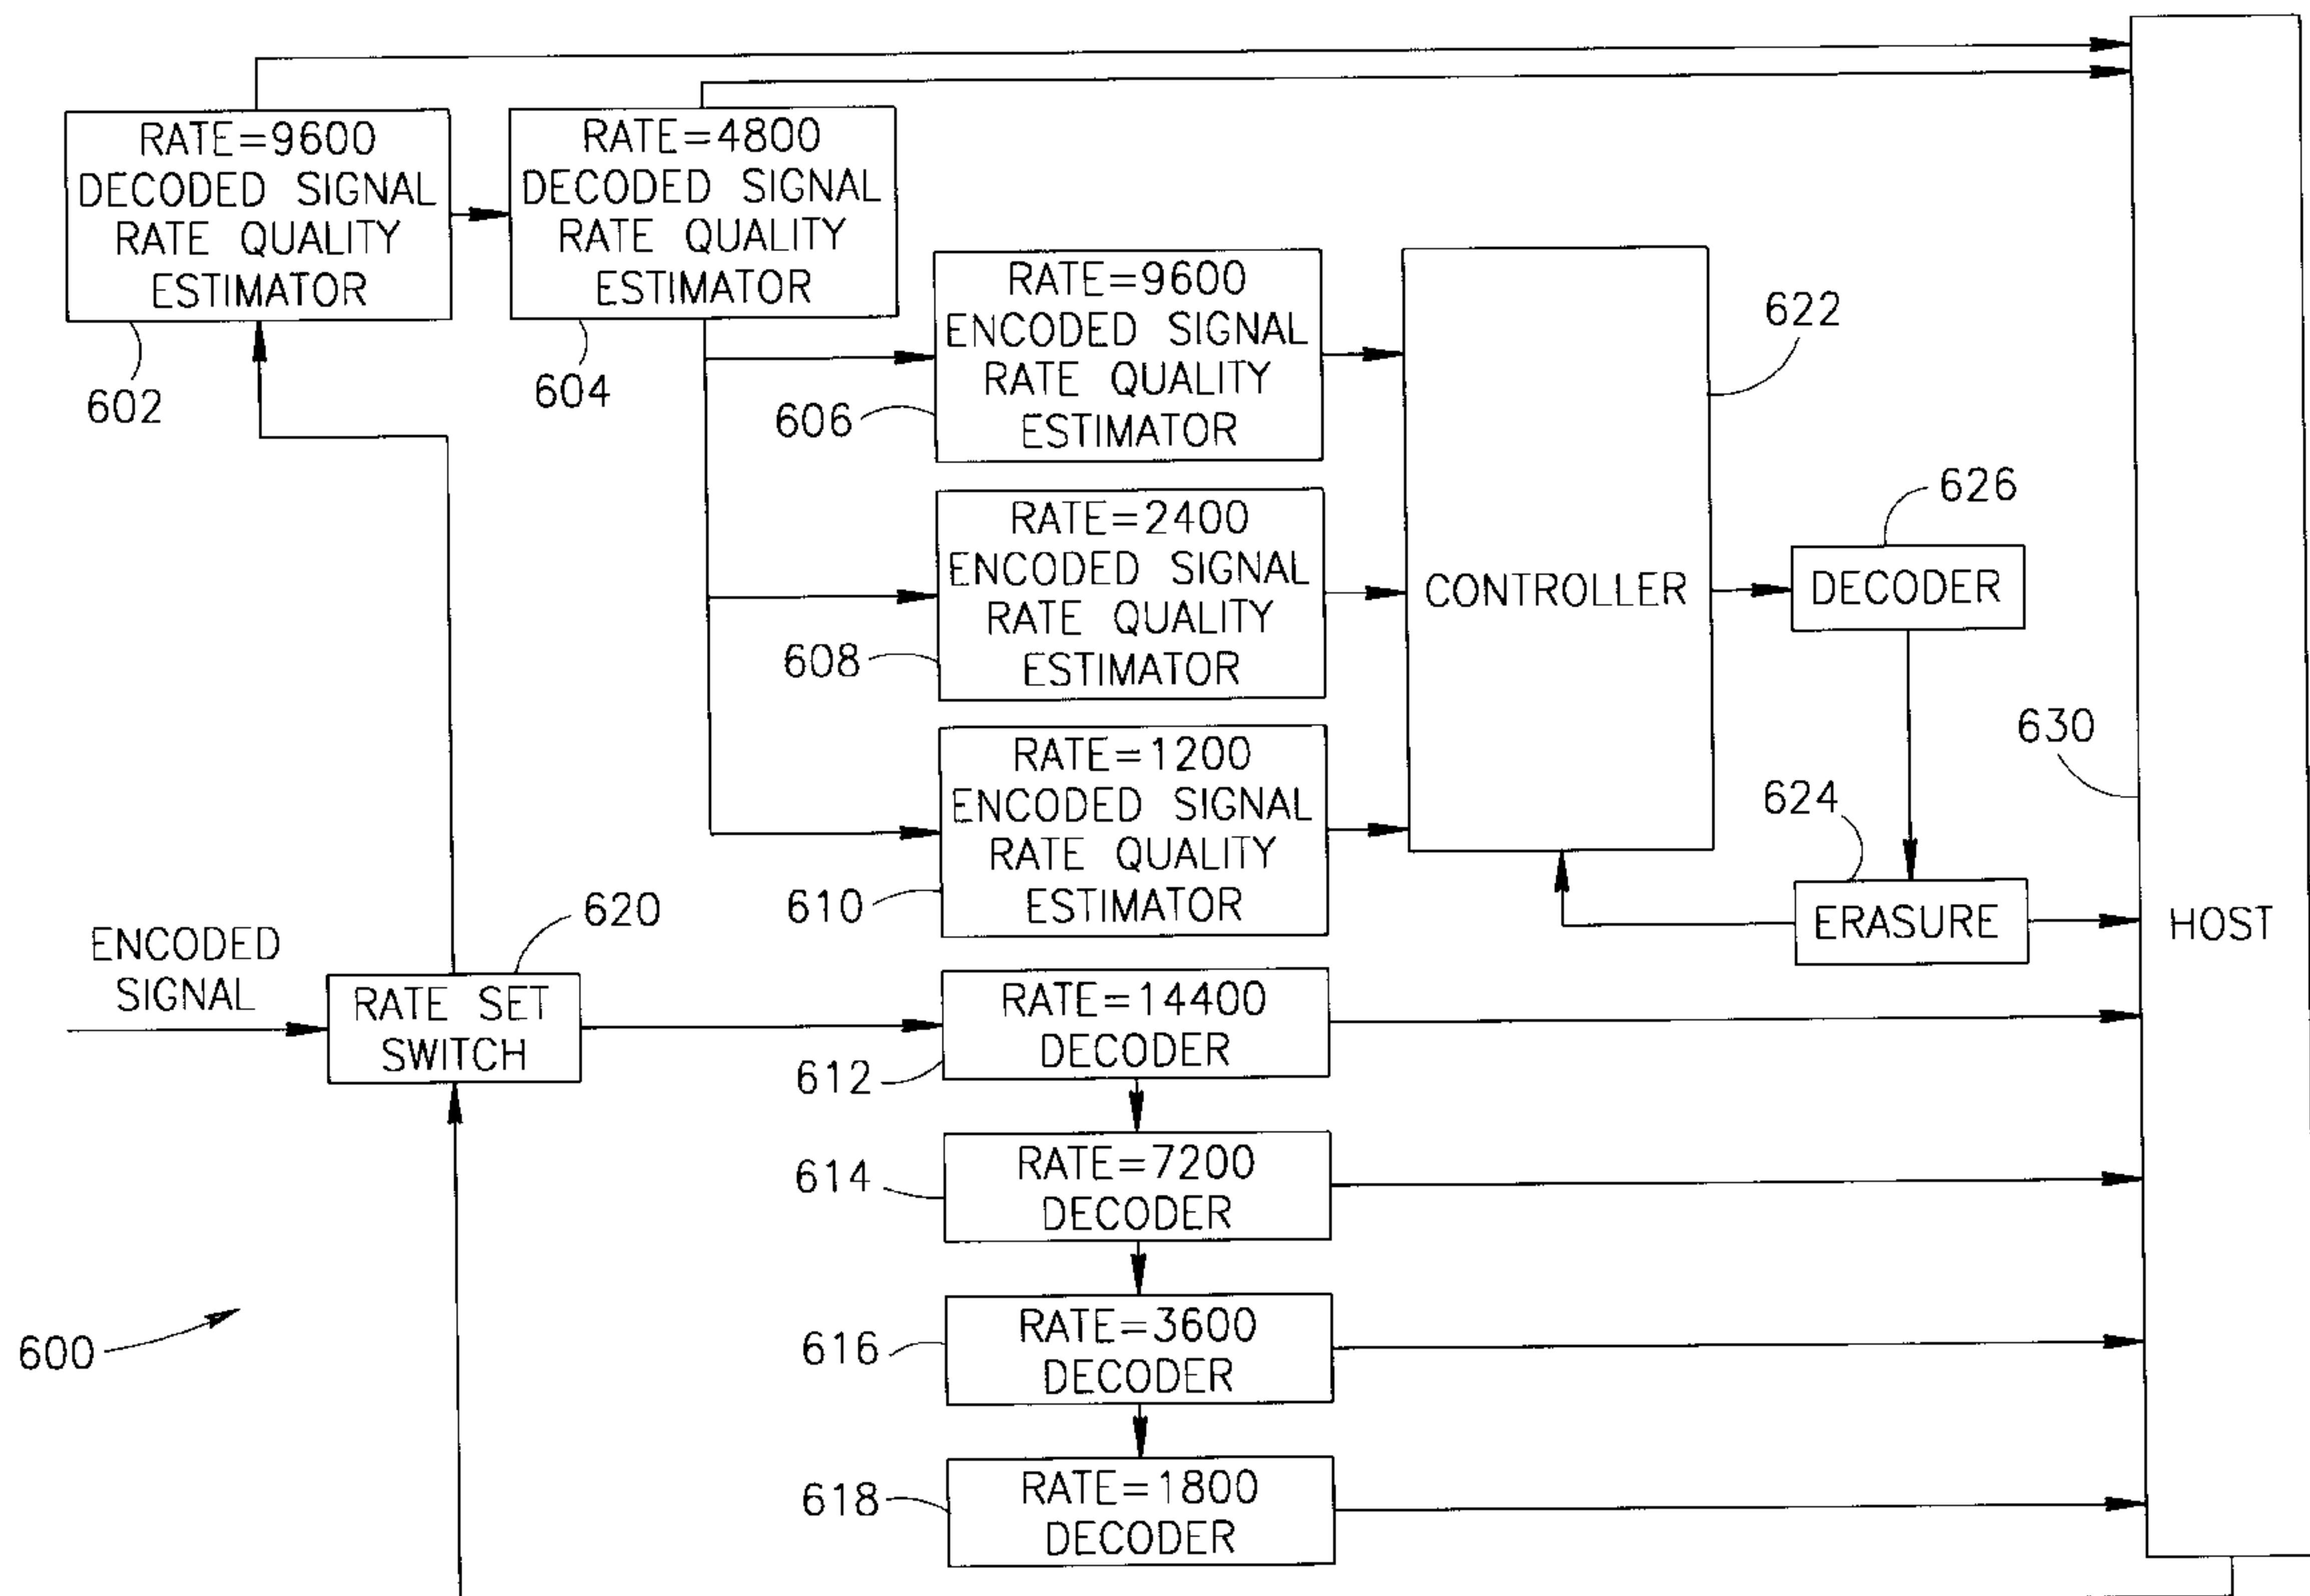 RATE=9600
DECODED SIGNAL
RATE QUALITY
ESTIMATOR
602
RATE=4800
DECODED SIGNAL
RATE QUALITY
ESTIMATOR
604
RATE=9600
ENCODED SIGNAL
RATE QUALITY
ESTIMATOR
606
RATE=2400
ENCODED SIGNAL
RATE QUALITY
ESTIMATOR
608
RATE=1200
ENCODED SIGNAL
RATE QUALITY
ESTIMATOR
610
CONTROLLER
622
DECODER
626
ERASURE
624
HOST
630
ENCODED
SIGNAL
RATE SET
SWITCH
620
RATE=14400
DECODER
612
RATE=7200
DECODER
614
RATE=3600
DECODER
616
RATE=1800
DECODER
618
600